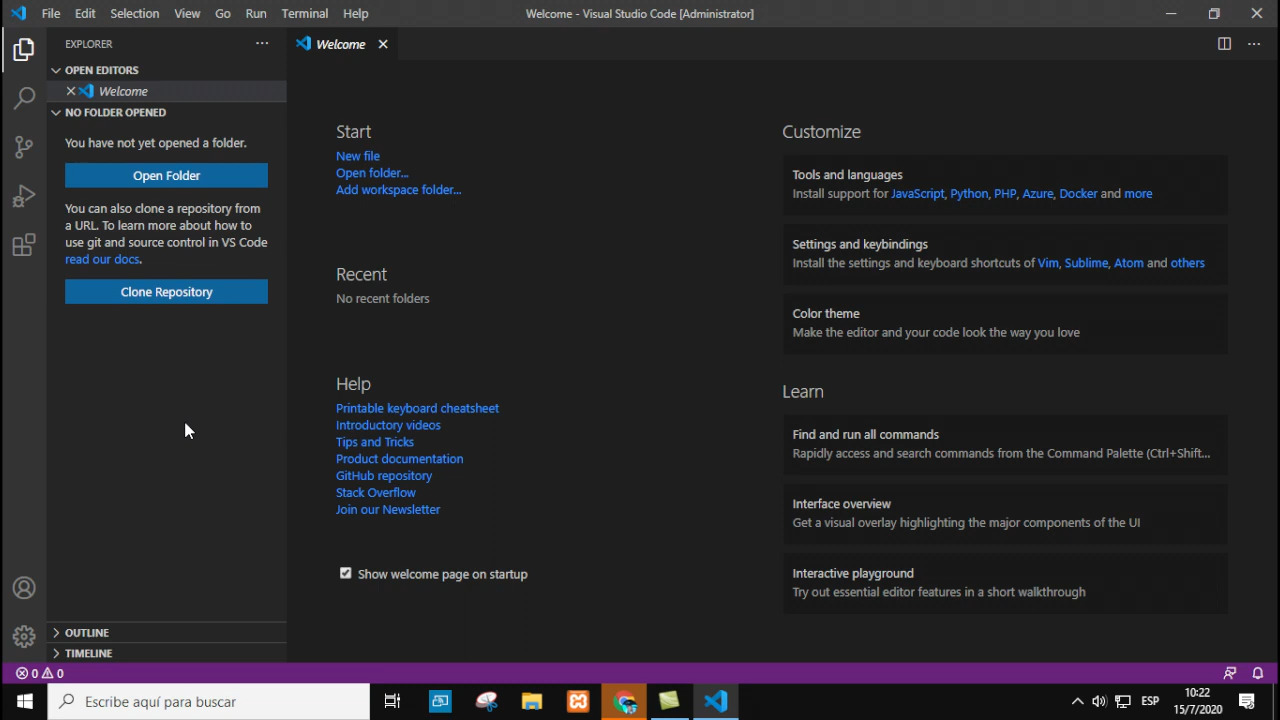 File Edit Selection View Go Run Terminal Help
Welcome - Visual Studio Code [Administrator]
EXPLORER
Welcome
OPEN EDITORS
Welcome
NO FOLDER OPENED
You have not yet opened a folder.
Open Folder
You can also clone a repository from
a URL. To learn more about how to
use git and source control in VS Code
read our docs.
Clone Repository
OUTLINE
TIMELINE
Start
New file
Open folder...
Add workspace folder...
Recent
No recent folders
Help
Printable keyboard cheatsheet
Introductory videos
Tips and Tricks
Product documentation
GitHub repository
Stack Overflow
Join our Newsletter
Show welcome page on startup
Customize
Tools and languages
Install support for JavaScript, Python, PHP, Azure, Docker and more
Settings and keybindings
Install the settings and keyboard shortcuts of Vim, Sublime, Atom and others
Color theme
Make the editor and your code look the way you love
Learn
Find and run all commands
Rapidly access and search commands from the Command Palette (Ctrl+Shift...
Interface overview
Get a visual overlay highlighting the major components of the UI
Interactive playground
Try out essential editor features in a short walkthrough
0 0
Escribe aquí para buscar
ESP
10:22
15/7/2020